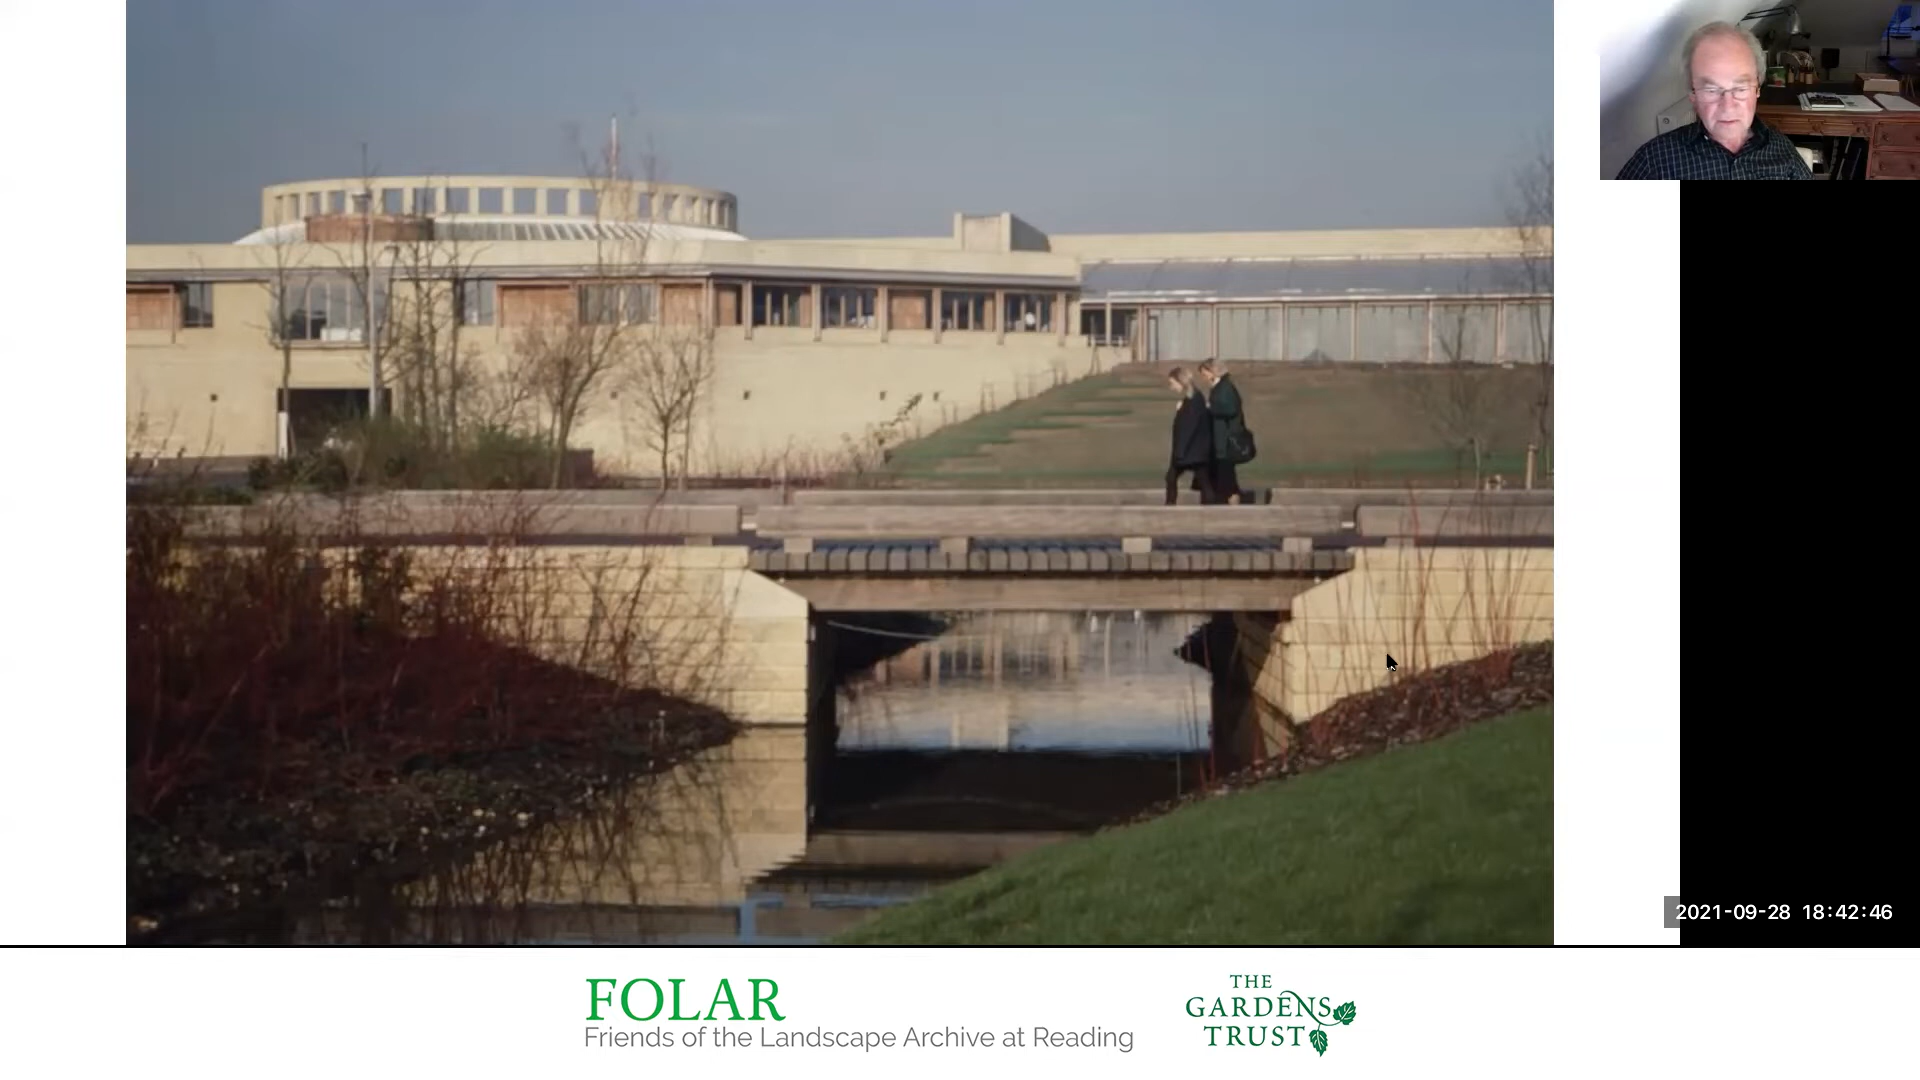 2021-09-28 18:42:46
FOLAR
Friends of the Landscape Archive at Reading
THE
GARDENS
TRUST